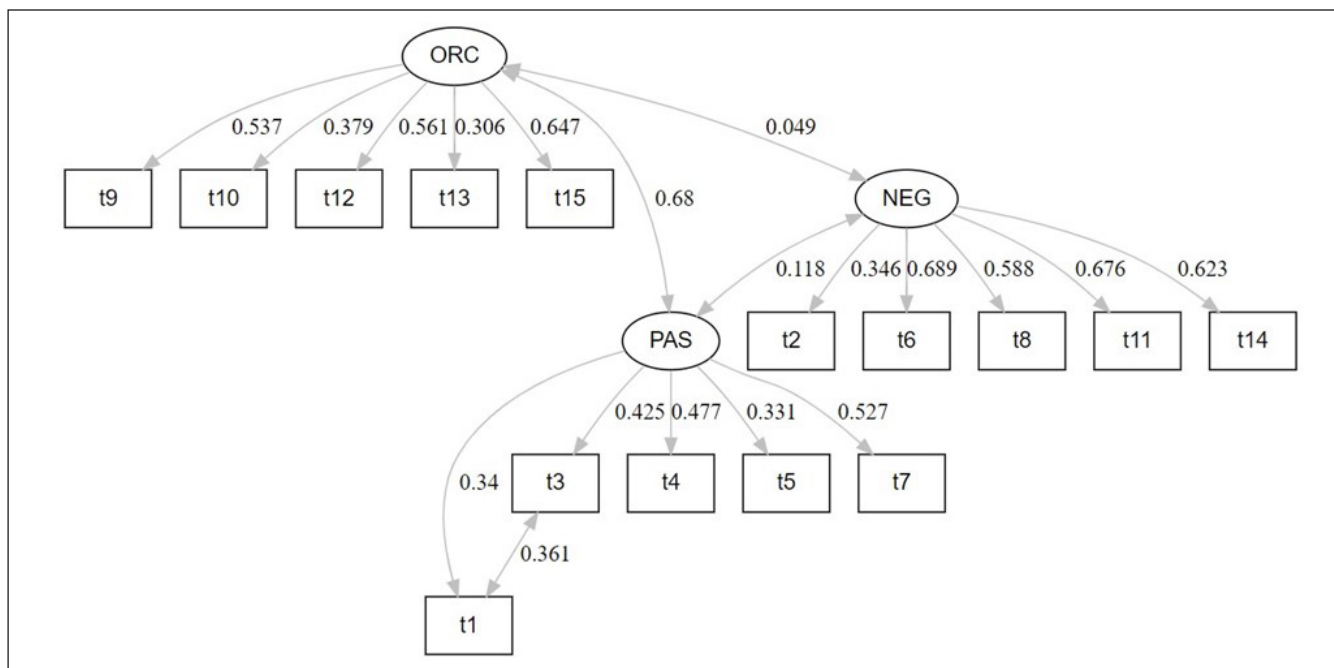 ORC
0.537 0.379 0.561 0.306 0.647 0.049
t9 t10 t12 t13 t15 0.68 NEG
0.118 0.346 0.689 0.588 0.676 0.623
PAS t2 t6 t8 t11 t14
0.425 0.477 0.331 0.527
0.34 t3 t4 t5 t7
0.361
t1